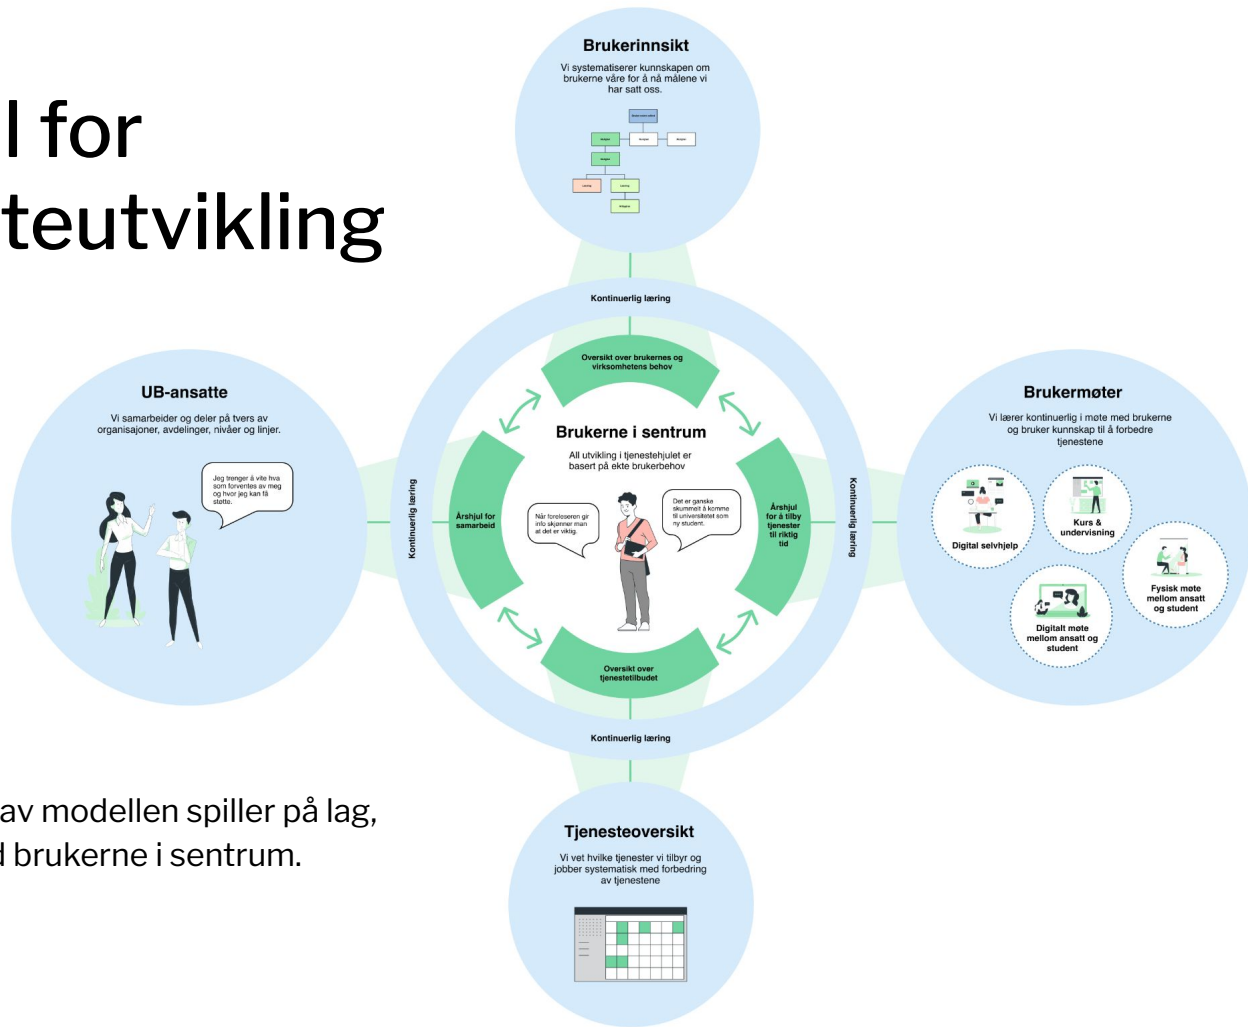 l for
teutvikling
Brukerinnsikt
Vi systematiserer kunnskapen om
brukerne våre for å nå målene vi
har satt oss.
Kontinuerlig læring
Oversikt over brukernes og
virksomhetens behov
UB-ansatte
Vi samarbeider og deler på tvers av
organisasjoner, avdelinger, nivåer og linjer.
Jeg trenger å vite hva
som forventes av meg
og hvor jeg kan få
støtte.
Kontinuerlig læring
Årshjul for
samarbeid
Brukerne i sentrum
All utvikling i tjenestehjulet er
basert på ekte brukerbehov
Når foreleseren gir
info skjønner man
at det er viktig.
Det er ganske
skummelt å komme
til universitetet som
ny student.
Årshjul
for å tilby
tjenester
til riktig
tid
Kontinuerlig læring
Brukermøter
Vi lærer kontinuerlig i møte med brukerne
og bruker kunnskap til å forbedre
tjenestene
Digital selvhjelp
Kurs &
undervisning
Fysisk møte
mellom ansatt
og student
Digitalt møte
mellom ansatt og
student
Oversikt over
tjenestetilbudet
Kontinuerlig læring
av modellen spiller på lag,
d brukerne i sentrum.
Tjenesteoversikt
Vi vet hvilke tjenester vi tilbyr og
jobber systematisk med forbedring
av tjenestene